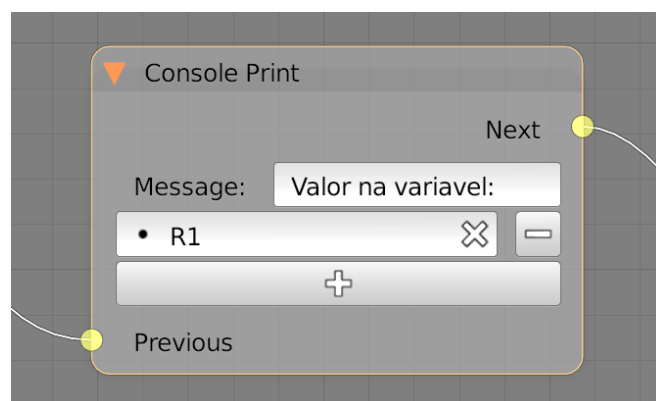 Console Print
Next
Message: Valor na variavel:
R1
Previous